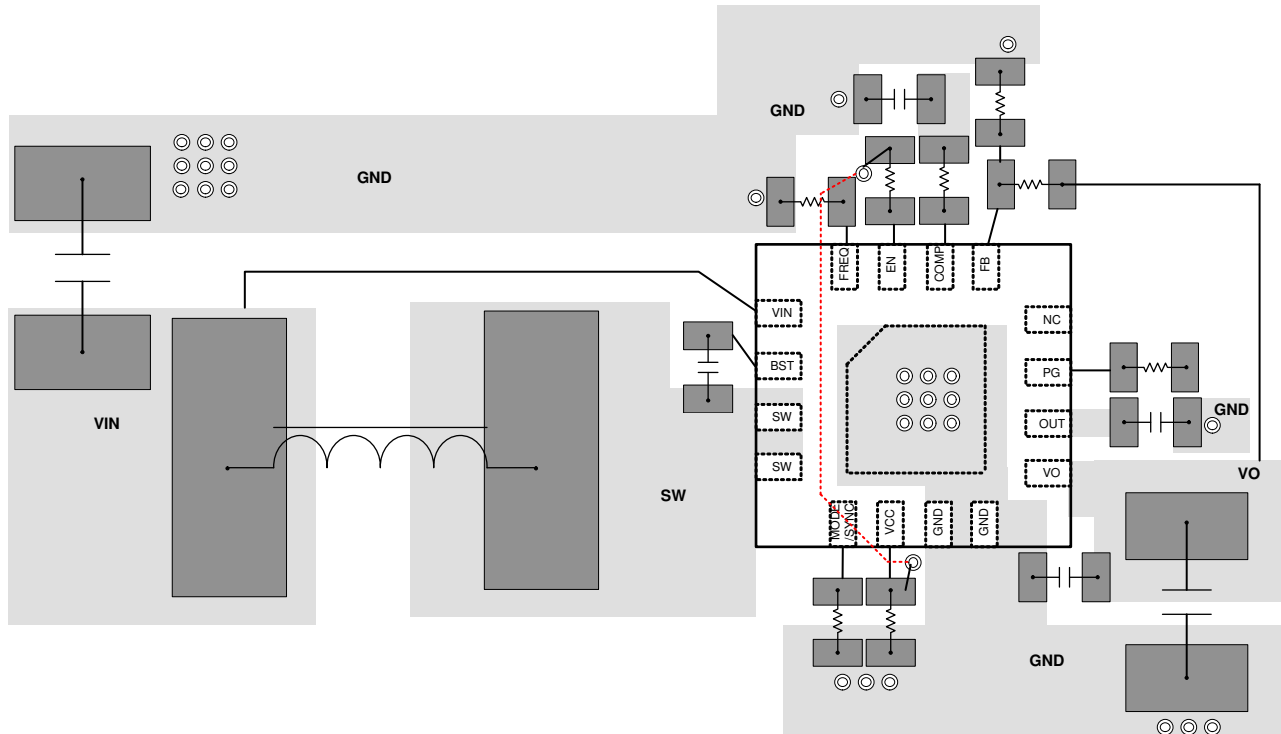 GND
GND
FREQ
EN
COMP
FB
VIN
NC
BST
PG
SW
OUT
GND
VIN
SW
VO
VO
SW
MODE
/SYNC
VCC
GND
GND
GND